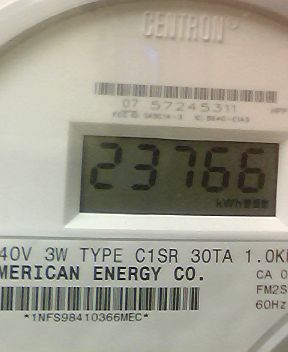 CENTRON®
07 57245311
23766
kWh
40V 3W TYPE C1SR 30TA 1.0K
MERICAN ENERGY CO.
CA 0
FM2S
60Hz
*1NFS98410366MEC*